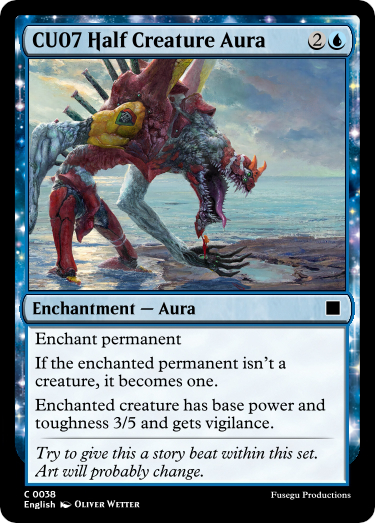 CU07 Half Creature Aura 2
Enchantment — Aura
Enchant permanent
If the enchanted permanent isn't a
creature, it becomes one.
Enchanted creature has base power and
toughness 3/5 and gets vigilance.
Try to give this a story beat within this set.
Art will probably change.
C 0038
Fusegu Productions
English OLIVER WETTER